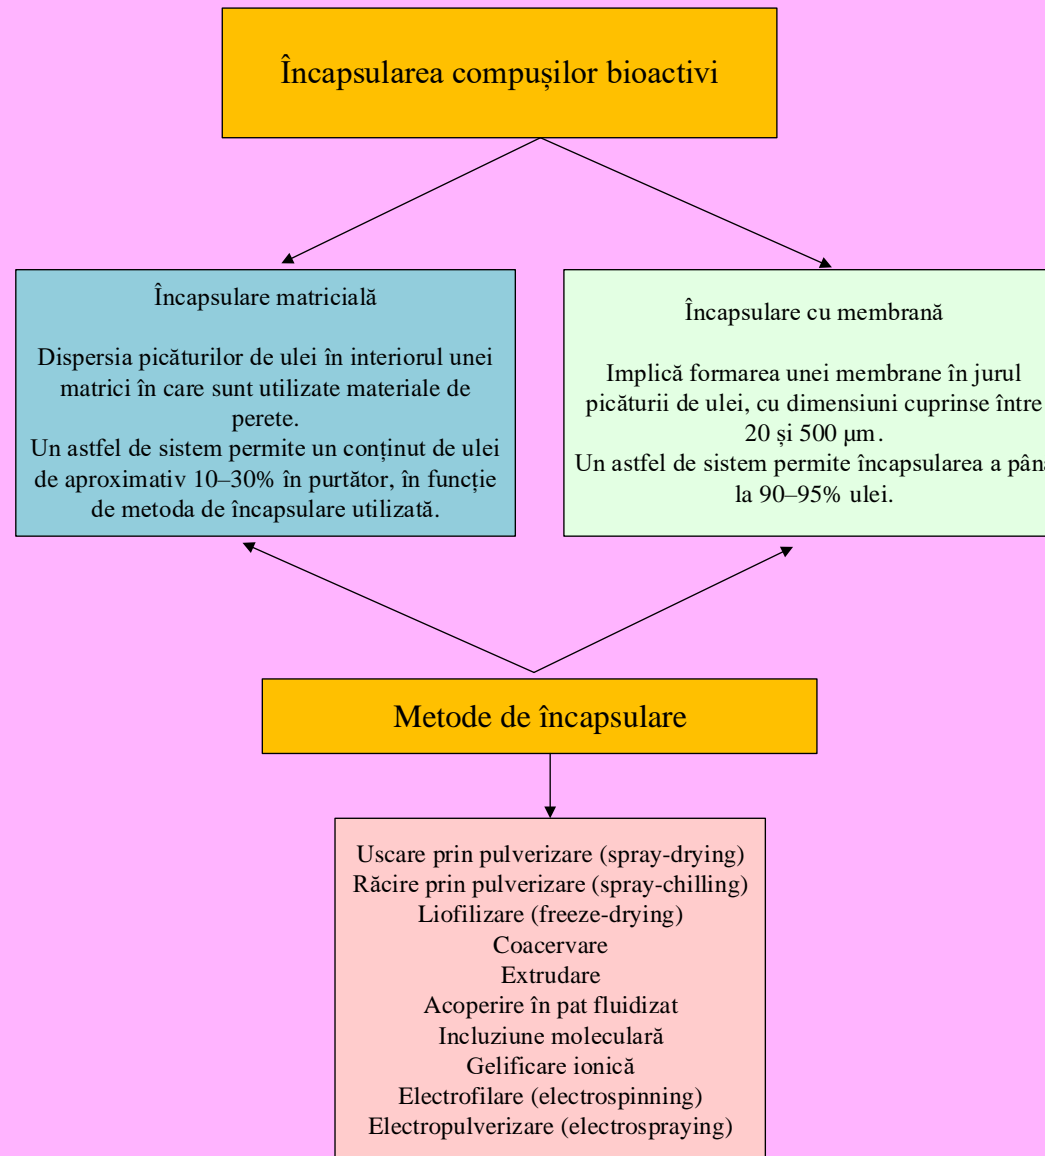 Încapsularea compușilor bioactivi
Încapsulare matricială
Dispersia picăturilor de ulei în interiorul unei
matrici în care sunt utilizate materiale de
perete.
Un astfel de sistem permite un conținut de ulei
de aproximativ 10–30% în purtător, în funcție
de metoda de încapsulare utilizată.
Încapsulare cu membrană
Implică formarea unei membrane în jurul
picăturii de ulei, cu dimensiuni cuprinse între
20 și 500 µm.
Un astfel de sistem permite încapsularea a până
la 90–95% ulei.
Metode de încapsulare
Uscare prin pulverizare (spray-drying)
Răcire prin pulverizare (spray-chilling)
Liofilizare (freeze-drying)
Coacervare
Extrudare
Acoperire în pat fluidizat
Incluziune moleculară
Gelificare ionică
Electrofilare (electrospinning)
Electropulverizare (electrospraying)